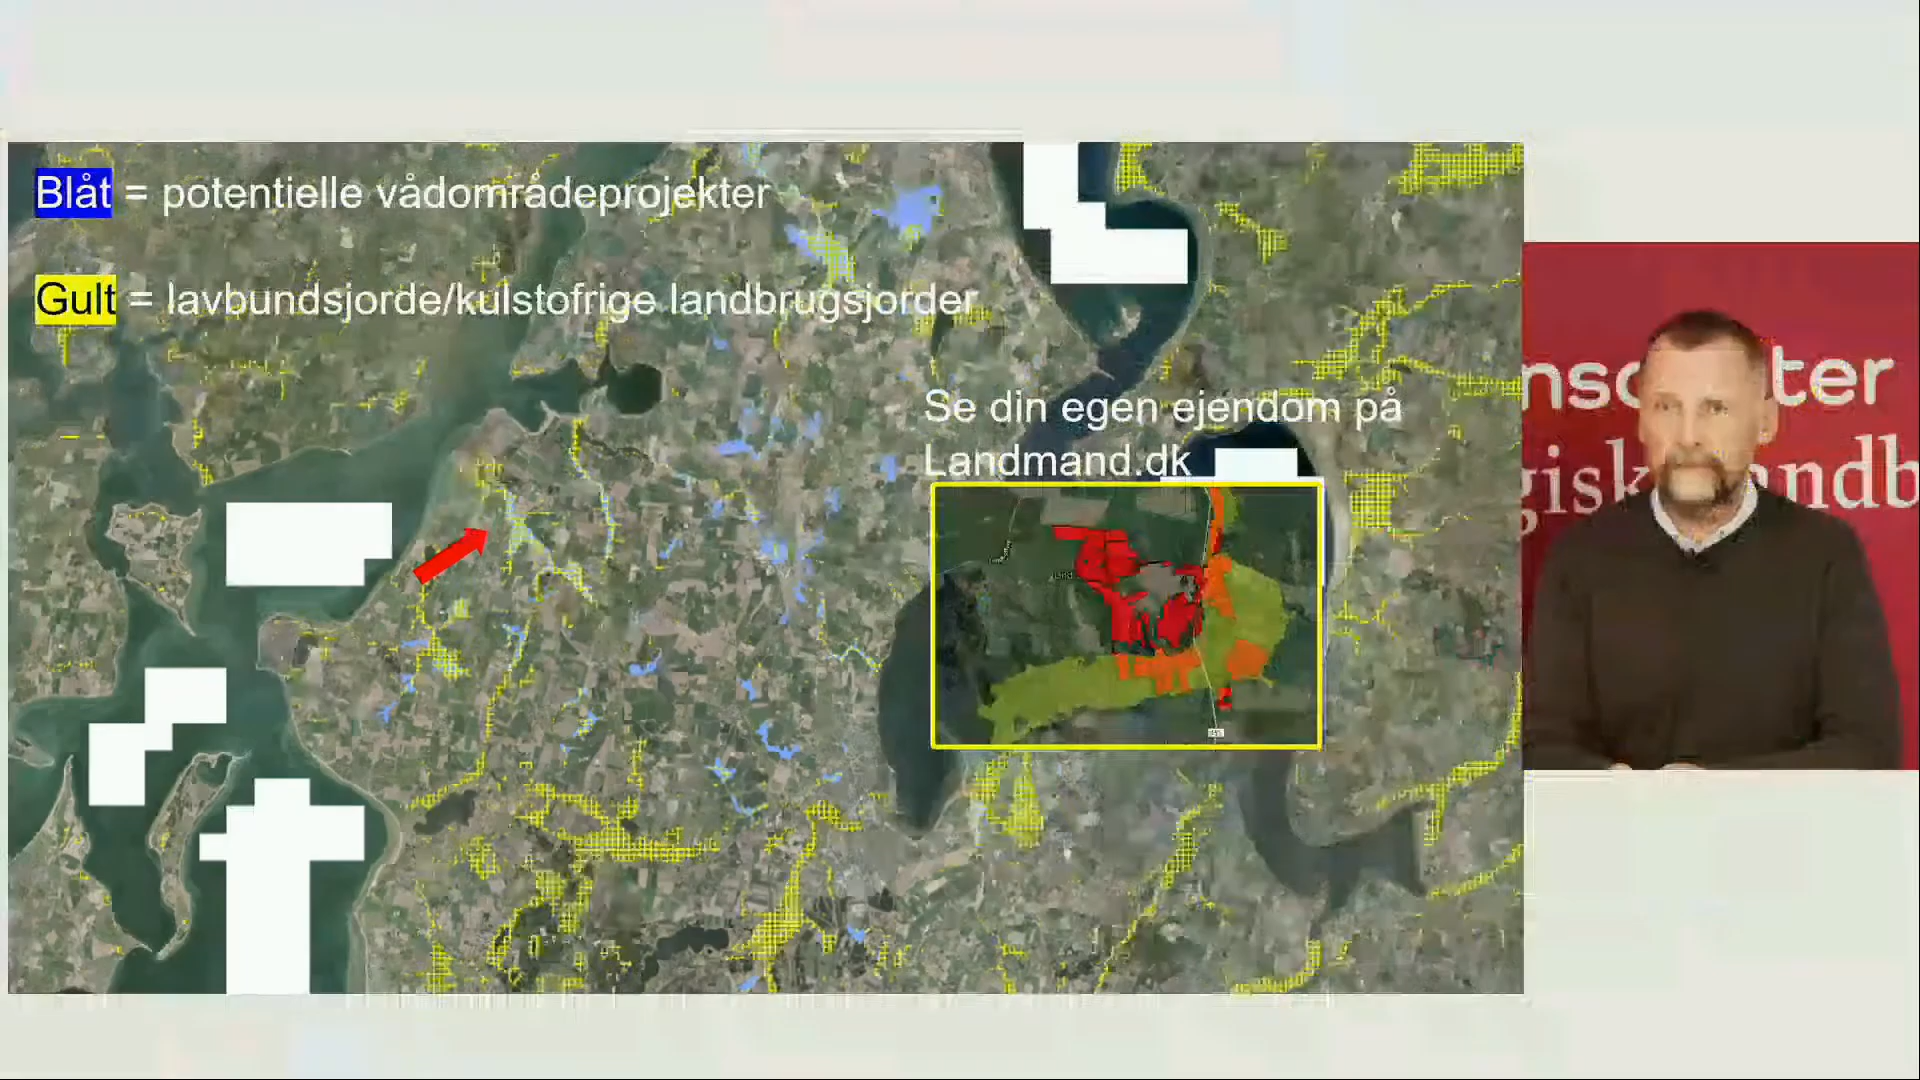 Blåt = potentielle vådområdeprojekter
Gult = lavbundsjorde/kulstofrige landbrugsjorder
Se din egen ejendom på
Landmand.dk